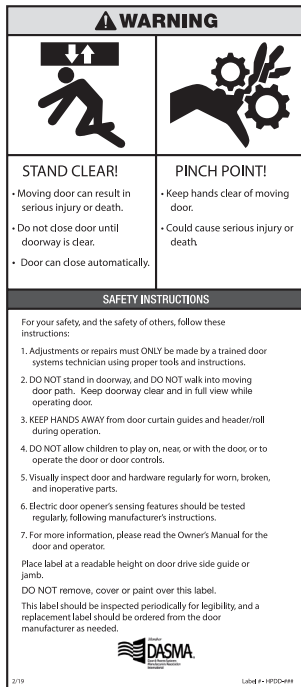 WARNING
STAND CLEAR!
• Moving door can result in
serious injury or death.
• Do not close door until
doorway is clear.
• Door can close automatically.
PINCH POINT!
• Keep hands clear of moving
door.
• Could cause serious injury or
death.
SAFETY INSTRUCTIONS
For your safety, and the safety of others, follow these
instructions:
1. Adjustments or repairs must ONLY be made by a trained door
systems technician using proper tools and instructions.
2. DO NOT stand in doorway, and DO NOT walk into moving
door path. Keep doorway clear and in full view while
operating door.
3. KEEP HANDS AWAY from door curtain guides and header/roll
during operation.
4. DO NOT allow children to play on, near, or with the door, or to
operate the door or door controls.
5. Visually inspect door and hardware regularly for worn, broken,
and inoperative parts.
6. Electric door opener's sensing features should be tested
regularly, following manufacturer's instructions.
7. For more information, please read the Owner's Manual for the
door and operator.
Place label at a readable height on door drive side guide or
jamb.
DO NOT remove, cover or paint over this label.
This label should be inspected periodically for legibility, and a
replacement label should be ordered from the door
manufacturer as needed.
DASMA
2/19
Label # - HPDD-###